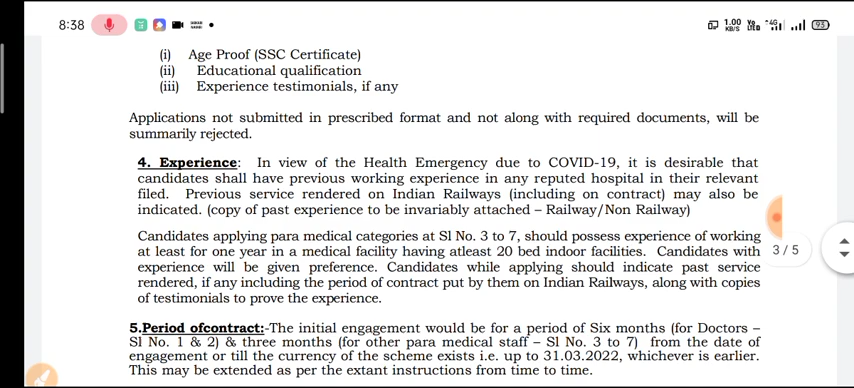 8:38
1.00 KB/S
4G
93
(i) Age Proof (SSC Certificate)
(ii) Educational qualification
(iii) Experience testimonials, if any
Applications not submitted in prescribed format and not along with required documents, will be
summarily rejected.
4. Experience: In view of the Health Emergency due to COVID-19, it is desirable that
candidates shall have previous working experience in any reputed hospital in their relevant
filed. Previous service rendered on Indian Railways (including on contract) may also be
indicated. (copy of past experience to be invariably attached – Railway/Non Railway)
Candidates applying para medical categories at Sl No. 3 to 7, should possess experience of working
at least for one year in a medical facility having atleast 20 bed indoor facilities. Candidates with
3 / 5
experience will be given preference. Candidates while applying should indicate past service
rendered, if any including the period of contract put by them on Indian Railways, along with copies
of testimonials to prove the experience.
5.Period ofcontract:-The initial engagement would be for a period of Six months (for Doctors –
Sl No. 1 & 2) & three months (for other para medical staff – Sl No. 3 to 7) from the date of
engagement or till the currency of the scheme exists i.e. up to 31.03.2022, whichever is earlier.
This may be extended as per the extant instructions from time to time.